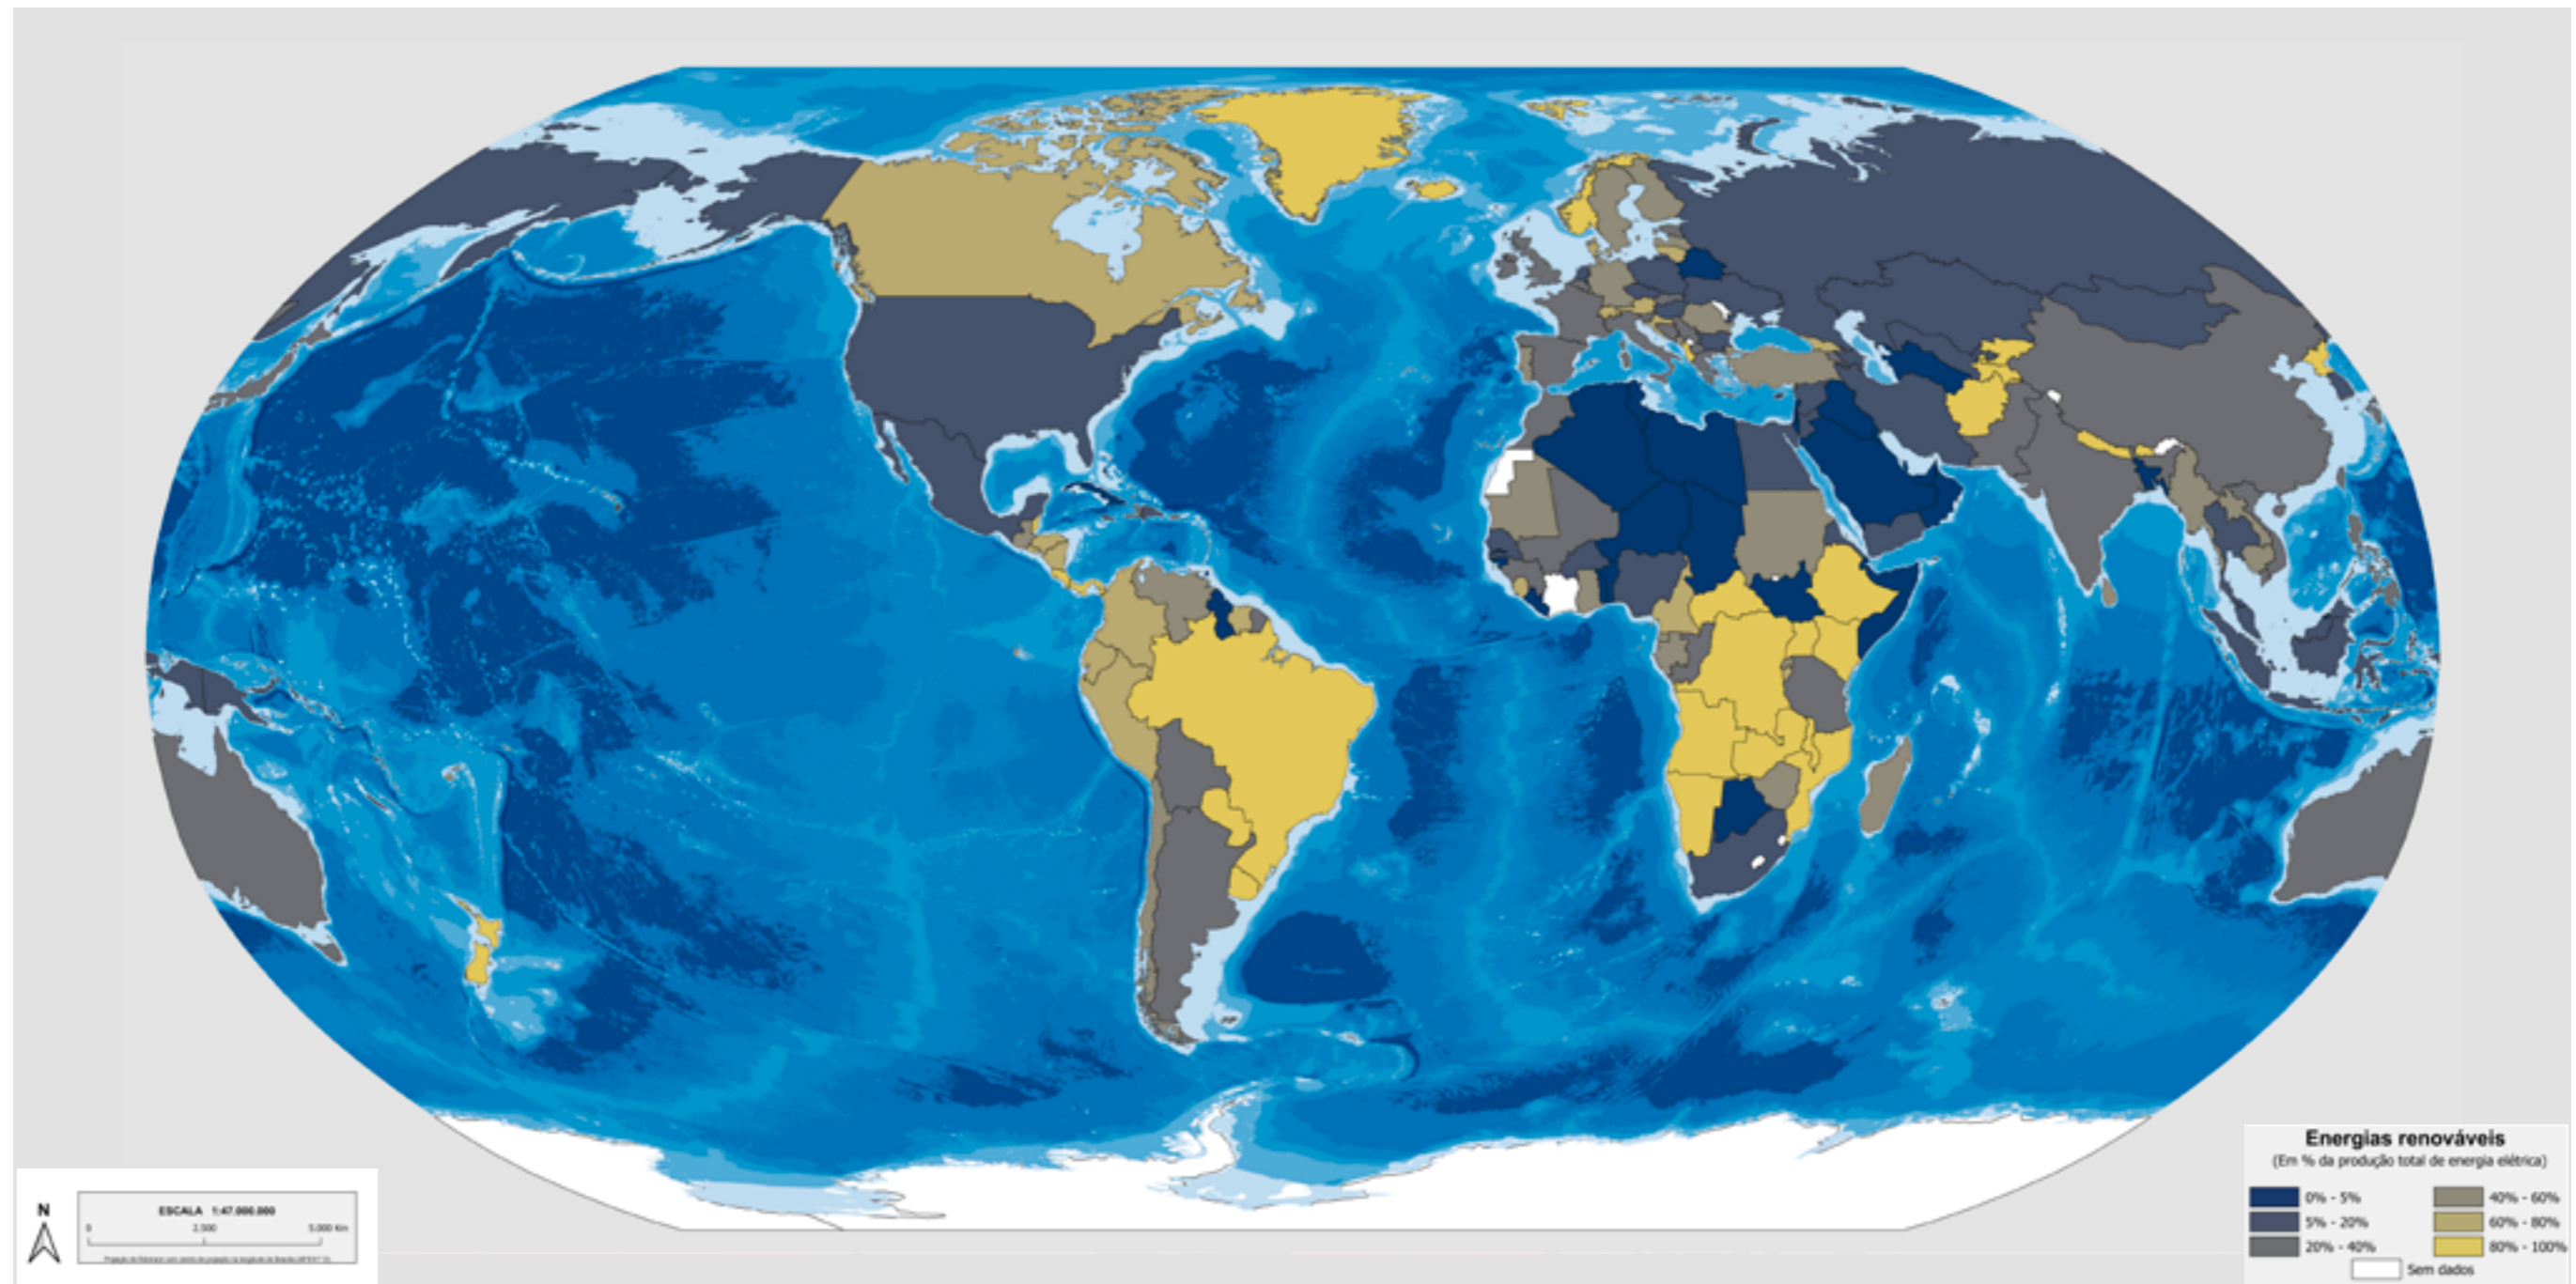 N
ESCALA 1:47.000.000
0 2.500 5.000 Km
Energias renováveis
(Em % da produção total de energia elétrica)
0% - 5%
5% - 20%
20% - 40%
40% - 60%
60% - 80%
80% - 100%
Sem dados